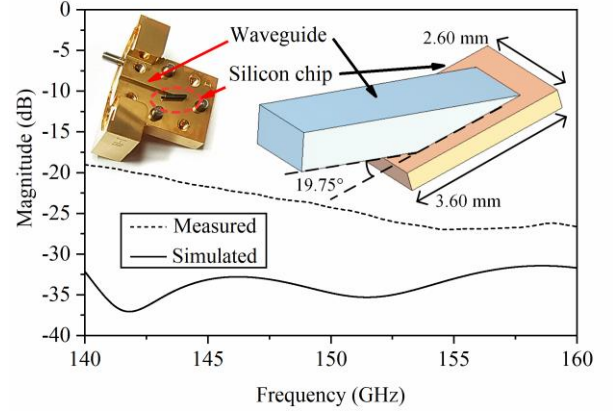 0
-5
-10
-15
-20
-25
-30
-35
-40
Magnitude (dB)
Waveguide
Silicon chip
2.60 mm
19.75°
3.60 mm
Measured
Simulated
140
145
150
155
160
Frequency (GHz)